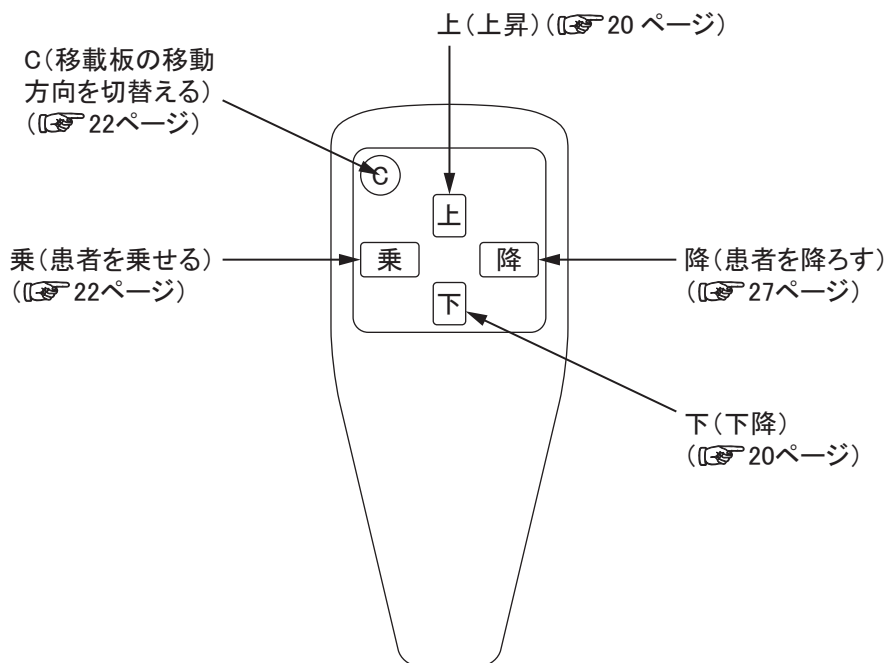 上(上昇)(☞20 ページ)
C(移載板の移動
方向を切替える)
(☞22ページ)
C
上
乗(患者を乗せる)
(☞22ページ)
乗
降
降(患者を降ろす)
(☞27ページ)
下
下(下降)
(☞20ページ)